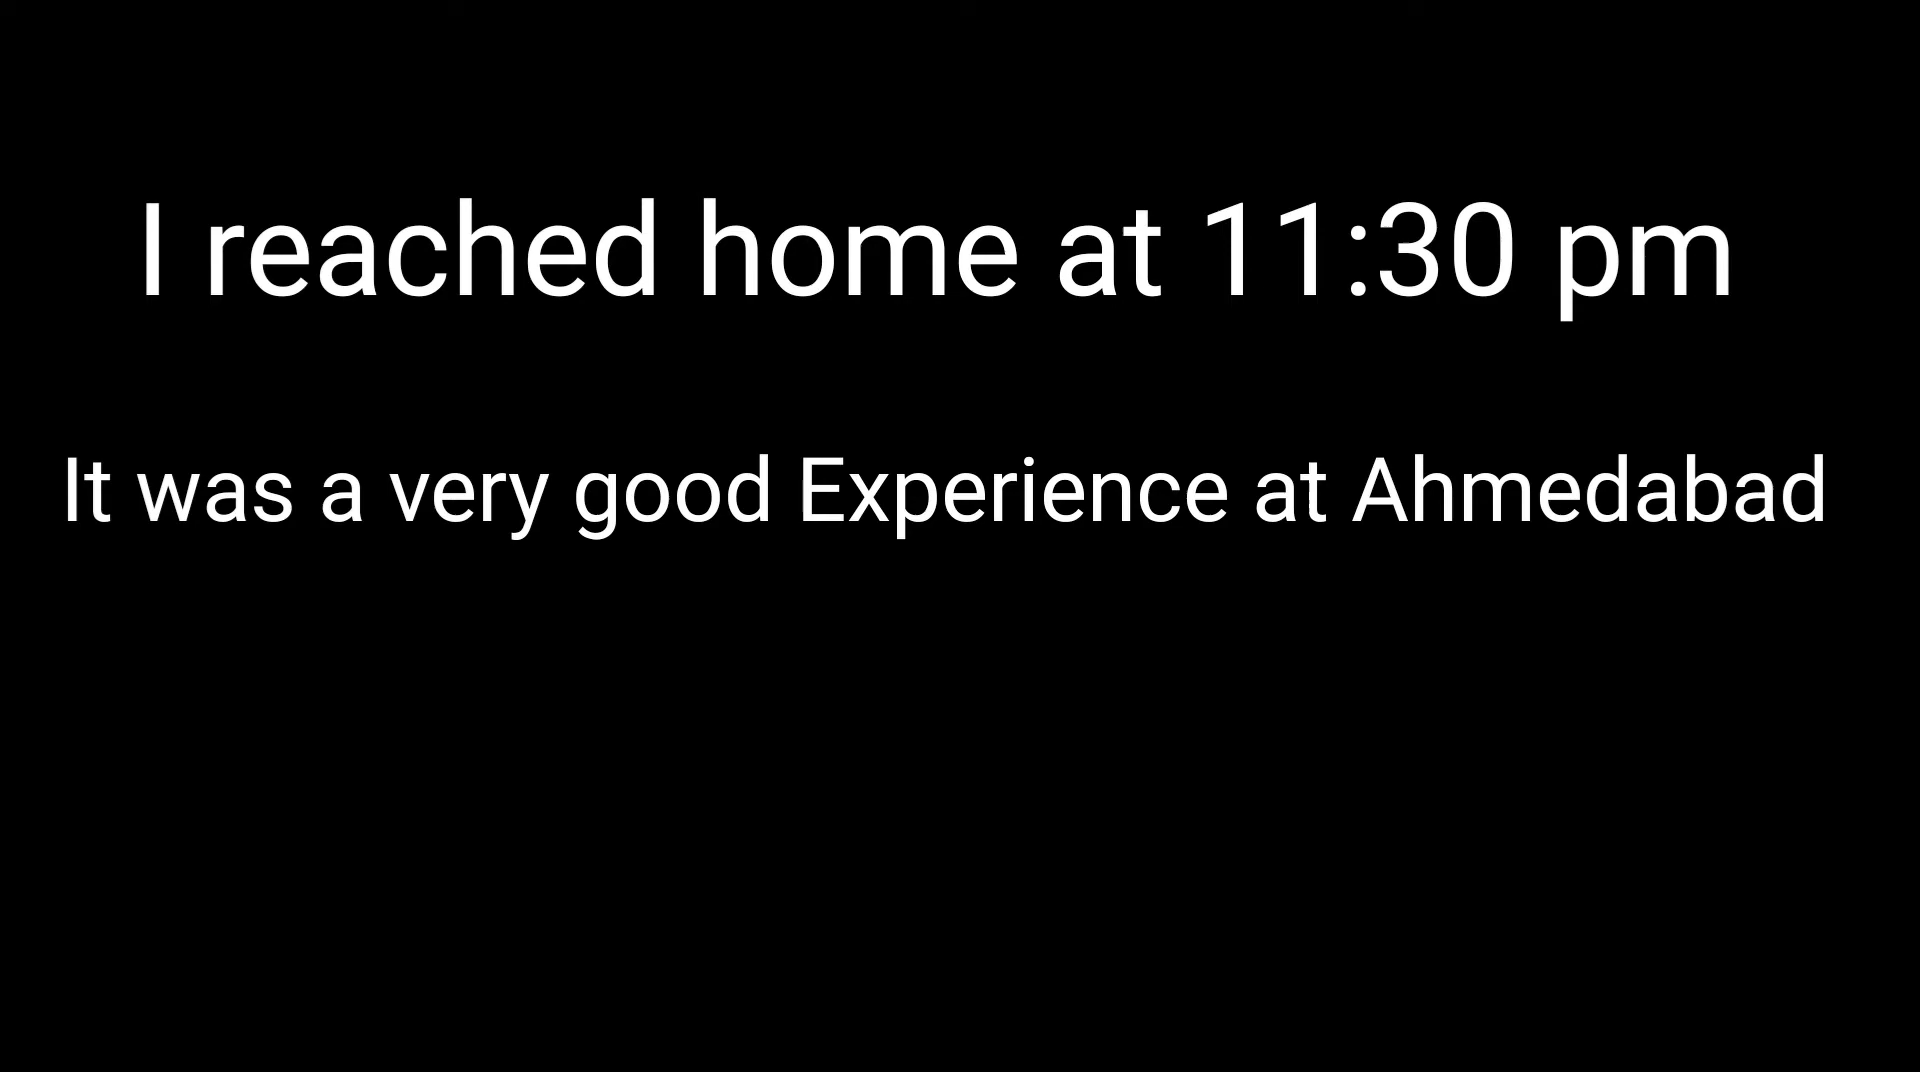 I reached home at 11:30 pm
It was a very good Experience at Ahmedabad